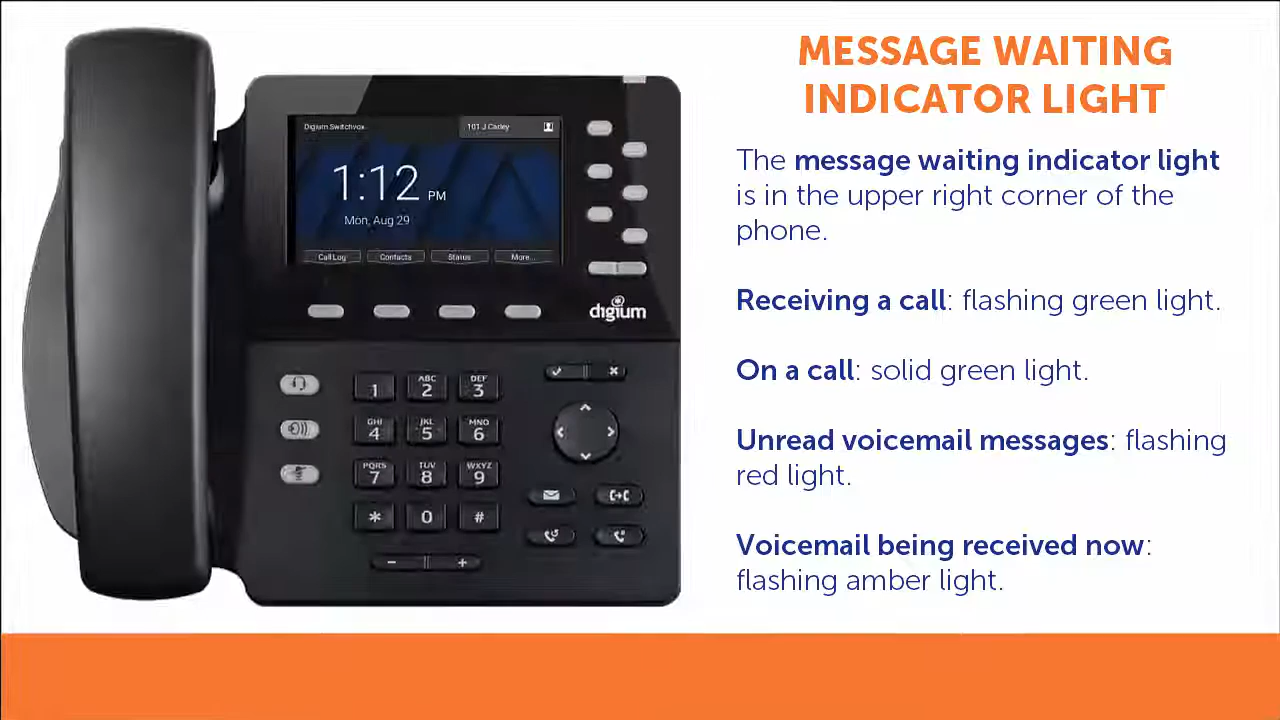 MESSAGE WAITING
INDICATOR LIGHT
The message waiting indicator light
is in the upper right corner of the
phone.
Receiving a call: flashing green light.
On a call: solid green light.
Unread voicemail messages: flashing
red light.
Voicemail being received now:
flashing amber light.
Digium Switchvox
101 J Carley
1:12 PM
Mon, Aug 29
Call Log Contacts Status More...
digium
1 ABC 2 DEF 3
GHI 4 JKL 5 MNO 6
PQRS 7 TUV 8 WXYZ 9
* 0 #
- +